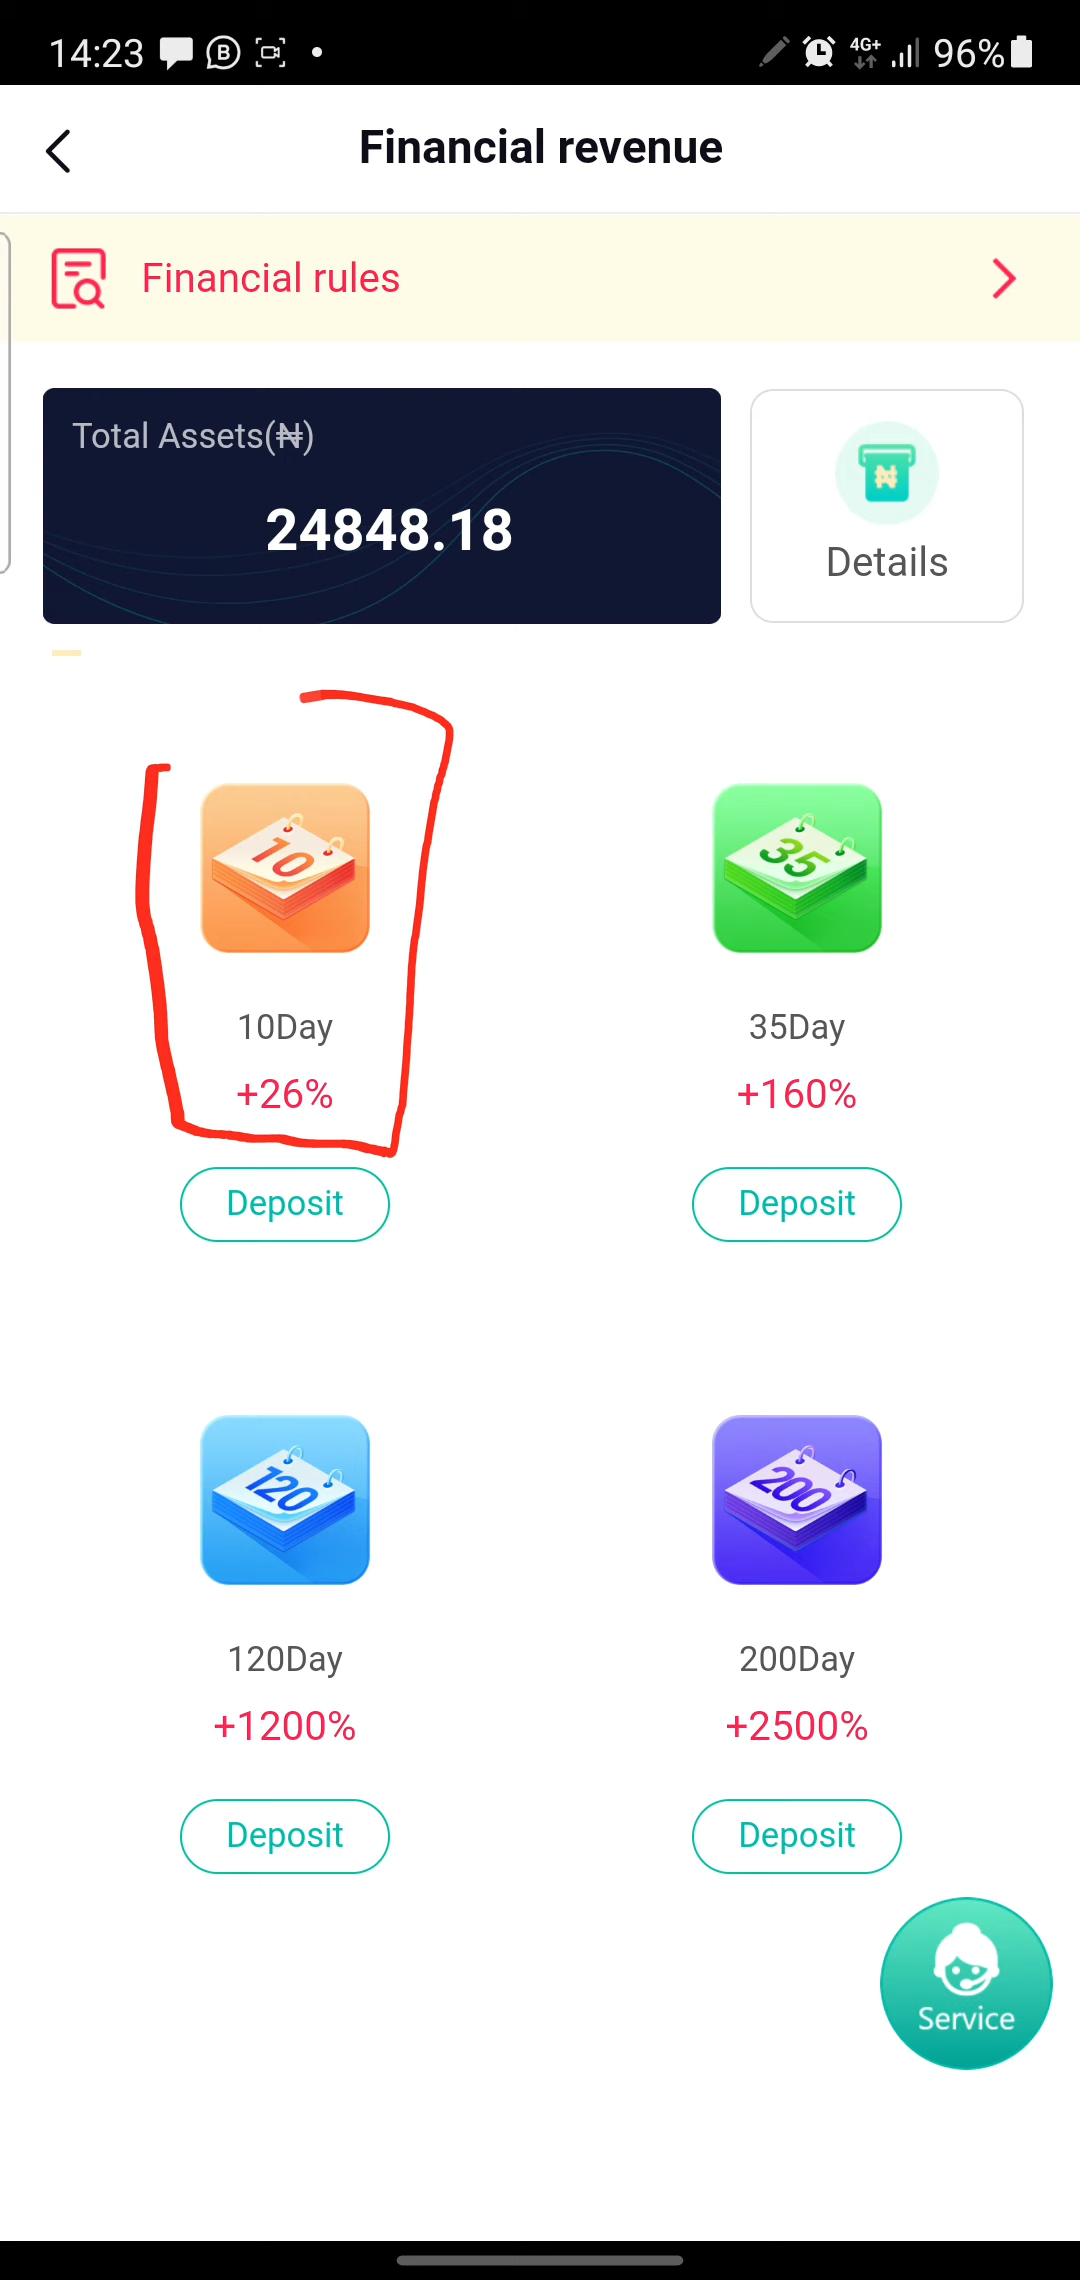 14:23 B 4G+ 96%
Financial revenue
Financial rules
Total Assets(₦)
24848.18
₦
Details
10
35
10Day
35Day
+26%
+160%
Deposit
Deposit
120
200
120Day
200Day
+1200%
+2500%
Deposit
Deposit
Service